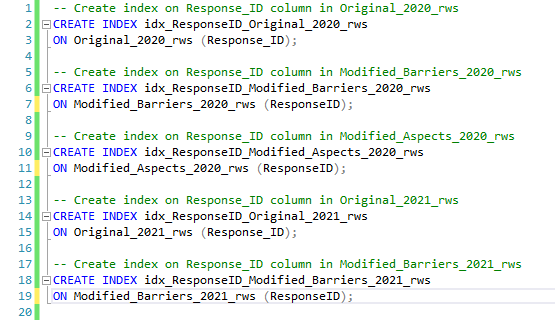 1 -- Create index on Response_ID column in Original_2020_rws
2 CREATE INDEX idx_ResponseID_Original_2020_rws
3 ON Original_2020_rws (Response_ID);
4
5 -- Create index on Response_ID column in Modified_Barriers_2020_rws
6 CREATE INDEX idx_ResponseID_Modified_Barriers_2020_rws
7 ON Modified_Barriers_2020_rws (ResponseID);
8
9 -- Create index on Response_ID column in Modified_Aspects_2020_rws
10 CREATE INDEX idx_ResponseID_Modified_Aspects_2020_rws
11 ON Modified_Aspects_2020_rws (ResponseID);
12
13 -- Create index on Response_ID column in Original_2021_rws
14 CREATE INDEX idx_ResponseID_Original_2021_rws
15 ON Original_2021_rws (Response_ID);
16
17 -- Create index on Response_ID column in Modified_Barriers_2021_rws
18 CREATE INDEX idx_ResponseID_Modified_Barriers_2021_rws
19 ON Modified_Barriers_2021_rws (ResponseID);
20